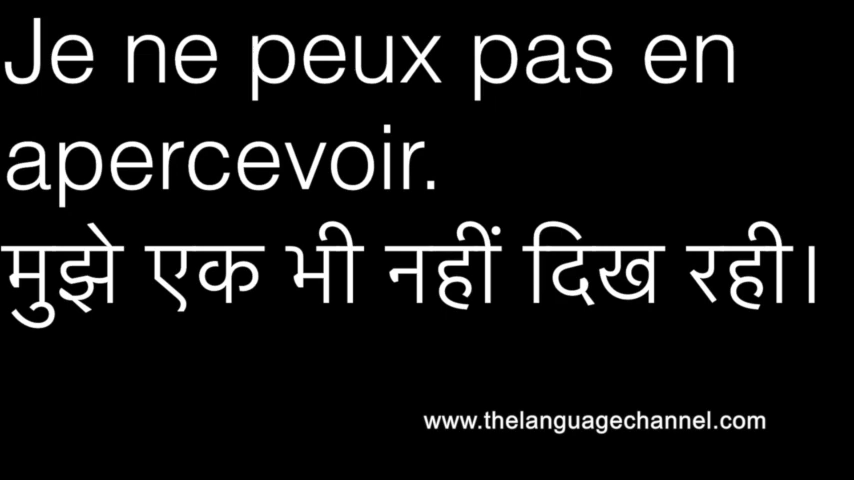 Je ne peux pas en
apercevoir.
मुझे एक भी नहीं दिख रही।
www.thelanguagechannel.com